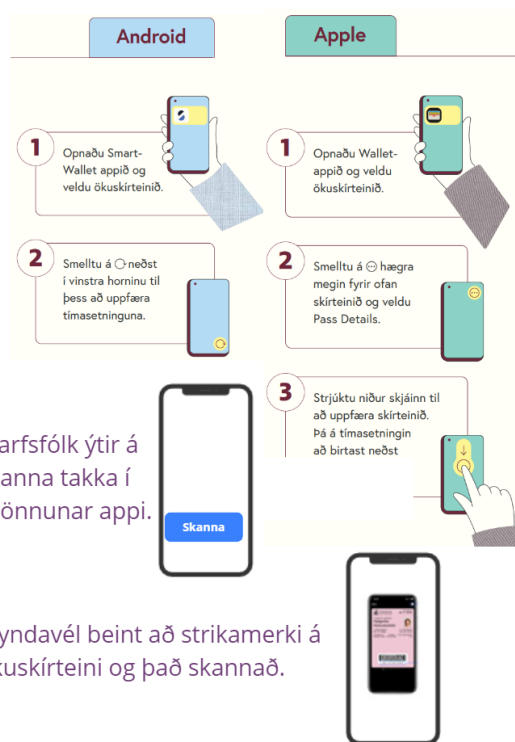 Android
1
Opnaðu Smart-
Wallet appið og
veldu ökuskírteinið.
2
Smelltu á neðst
í vinstra horninu til
þess að uppfæra
tímasetninguna.
Apple
1
Opnaðu Wallet-
appið og
veldu ökuskírteinið.
2
Smelltu á hægra
megin fyrir ofan
skírteinið og veldu
Pass Details.
3
Strjúktu niður skjáinn til
að uppfæra skírteinið.
Þá á tímasetningin
að birtast neðst
arfsfólk ýtir á
anna takka í
önnunar appi.
Skanna
yndavél beint að strikamerki á
kuskírteini og það skannað.